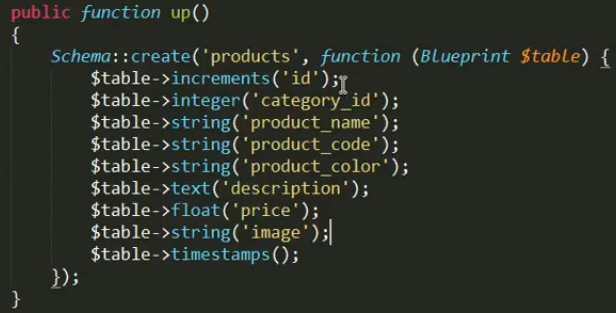 public function up()
{
Schema::create('products', function (Blueprint $table) {
$table->increments('id');
$table->integer('category_id');
$table->string('product_name');
$table->string('product_code');
$table->string('product_color');
$table->text('description');
$table->float('price');
$table->string('image');
$table->timestamps();
});
}